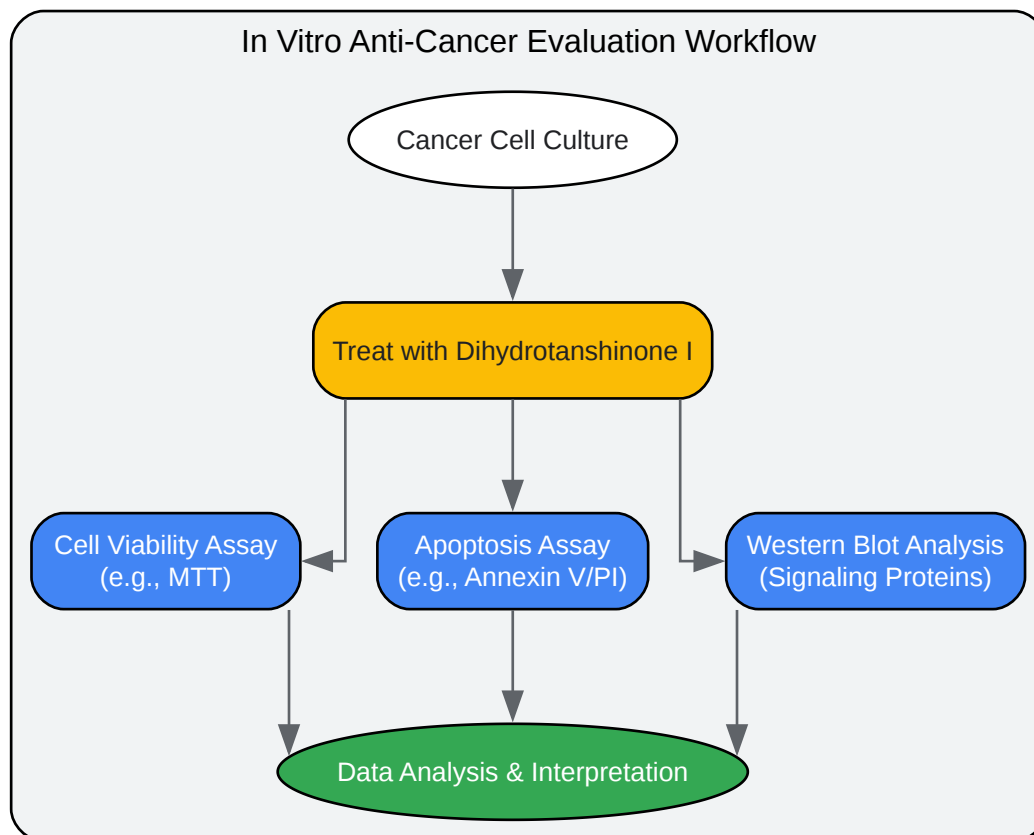 In Vitro Anti-Cancer Evaluation Workflow
Cancer Cell Culture
Treat with Dihydrotanshinone I
Cell Viability Assay
(e.g., MTT)
Apoptosis Assay
(e.g., Annexin V/PI)
Western Blot Analysis
(Signaling Proteins)
Data Analysis & Interpretation